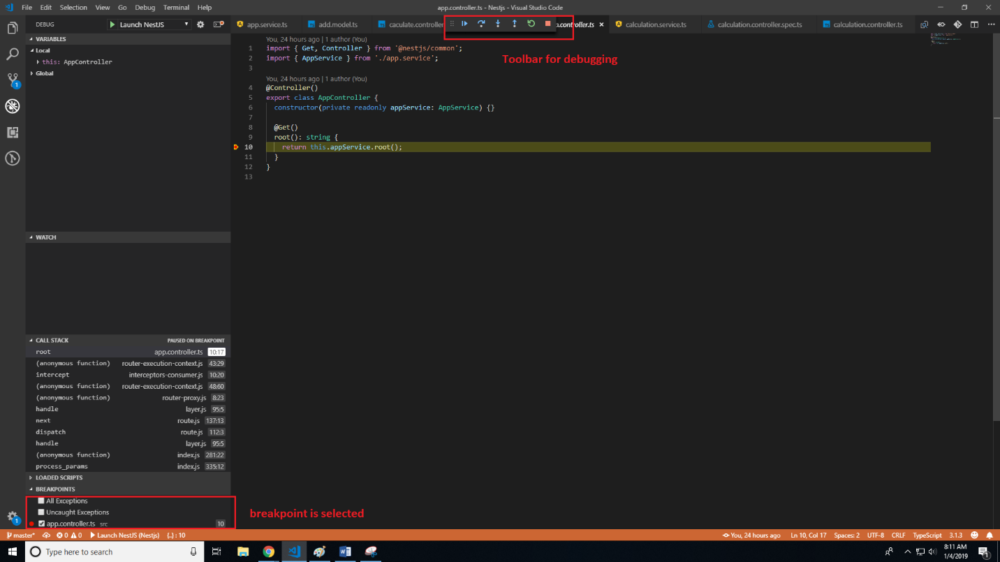 File Edit Selection View Go Debug Terminal Help
app.controller.ts - Nestjs - Visual Studio Code
DEBUG Launch NestJS
app.service.ts add.model.ts caculate.controller p.controller.ts calculation.service.ts calculation.controller.spec.ts calculation.controller.ts
Toolbar for debugging
VARIABLES
Local
this: AppController
Global
You, 24 hours ago | 1 author (You)
1 import { Get, Controller } from '@nestjs/common';
2 import { AppService } from './app.service';
3
You, 24 hours ago | 1 author (You)
4 @Controller()
5 export class AppController {
6 constructor(private readonly appService: AppService) {}
7
8 @Get()
9 root(): string {
10 return this.appService.root();
11 }
12 }
13
WATCH
CALL STACK PAUSED ON BREAKPOINT
root app.controller.ts 10:17
(anonymous function) router-execution-context.js 43:29
intercept interceptors-consumer.js 10:20
(anonymous function) router-execution-context.js 48:60
(anonymous function) router-proxy.js 8:23
handle layer.js 95:5
next route.js 137:13
dispatch route.js 112:3
handle layer.js 95:5
(anonymous function) index.js 281:22
process_params index.js 335:12
LOADED SCRIPTS
BREAKPOINTS
All Exceptions
Uncaught Exceptions
app.controller.ts src 10
breakpoint is selected
1
1
master* 0 0 Launch NestJS (Nestjs) {..} : 10 You, 24 hours ago Ln 10, Col 17 Spaces: 2 UTF-8 CRLF TypeScript 3.1.3
Type here to search
8:11 AM
1/4/2019
1